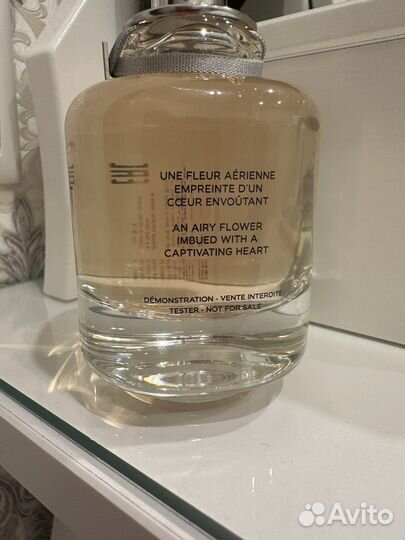 UNE FLEUR AÉRIENNE
EMPREINTE D'UN
CŒUR ENVOÛTANT
AN AIRY FLOWER
IMBUED WITH A
CAPTIVATING HEART
DÉMONSTRATION - VENTE INTERDITE
TESTER - NOT FOR SALE
Avito